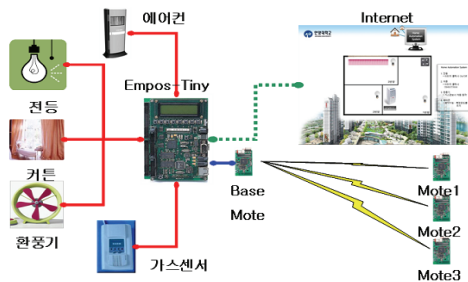 에어컨
Internet
Empos-Tiny
전등
커튼
환풍기
가스센서
Base
Mote
Mote1
Mote2
Mote3